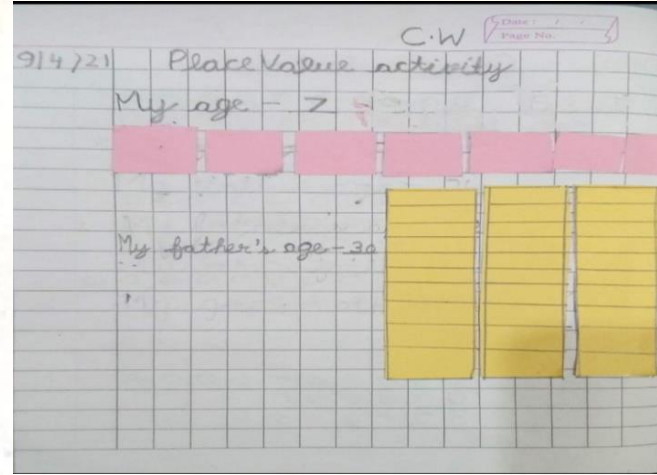 C.W
Date : / /
Page No.
9/4/21 Place Value activity
My age - 7
My father's age - 30